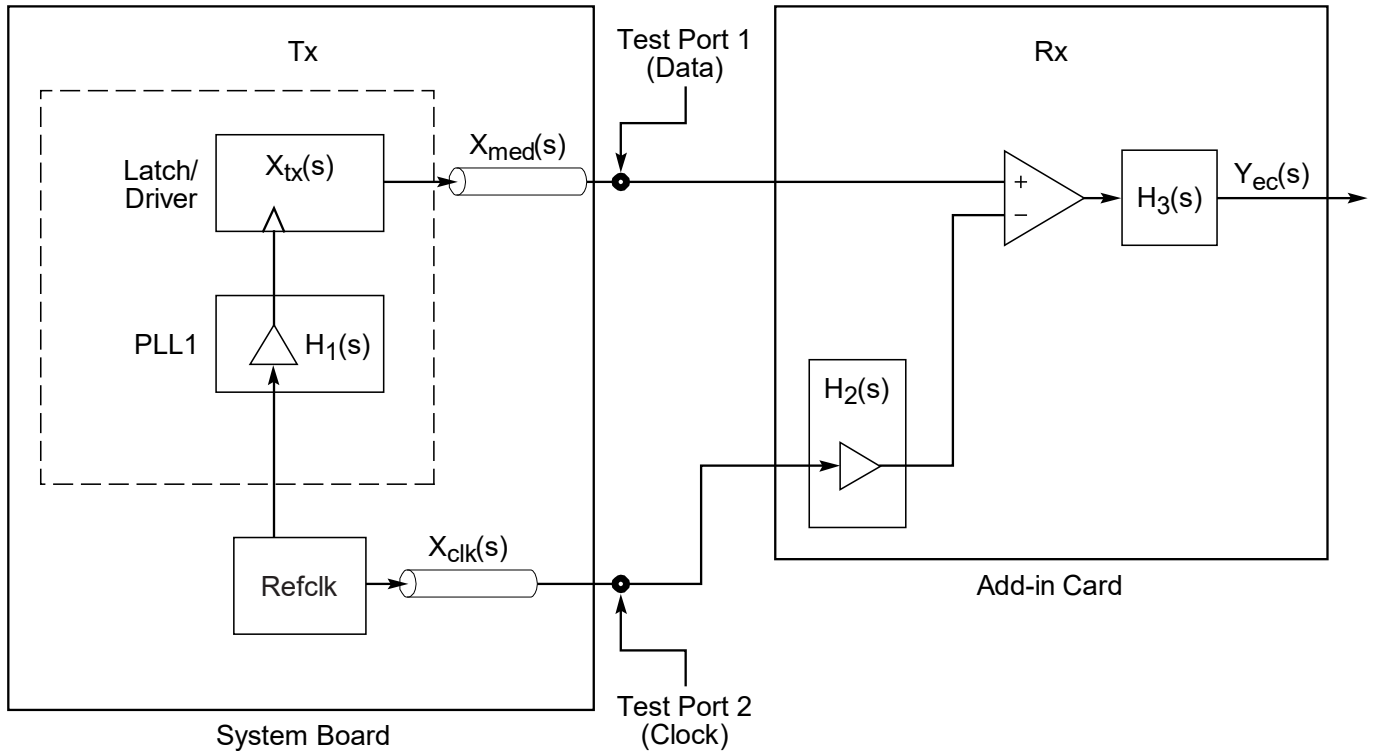 Tx
Test Port 1
(Data)
Rx
Latch/
Driver
Xtx(s)
Xmed(s)
+
−
H3(s)
Yec(s)
PLL1
H1(s)
H2(s)
Refclk
Xclk(s)
Add-in Card
Test Port 2
(Clock)
System Board